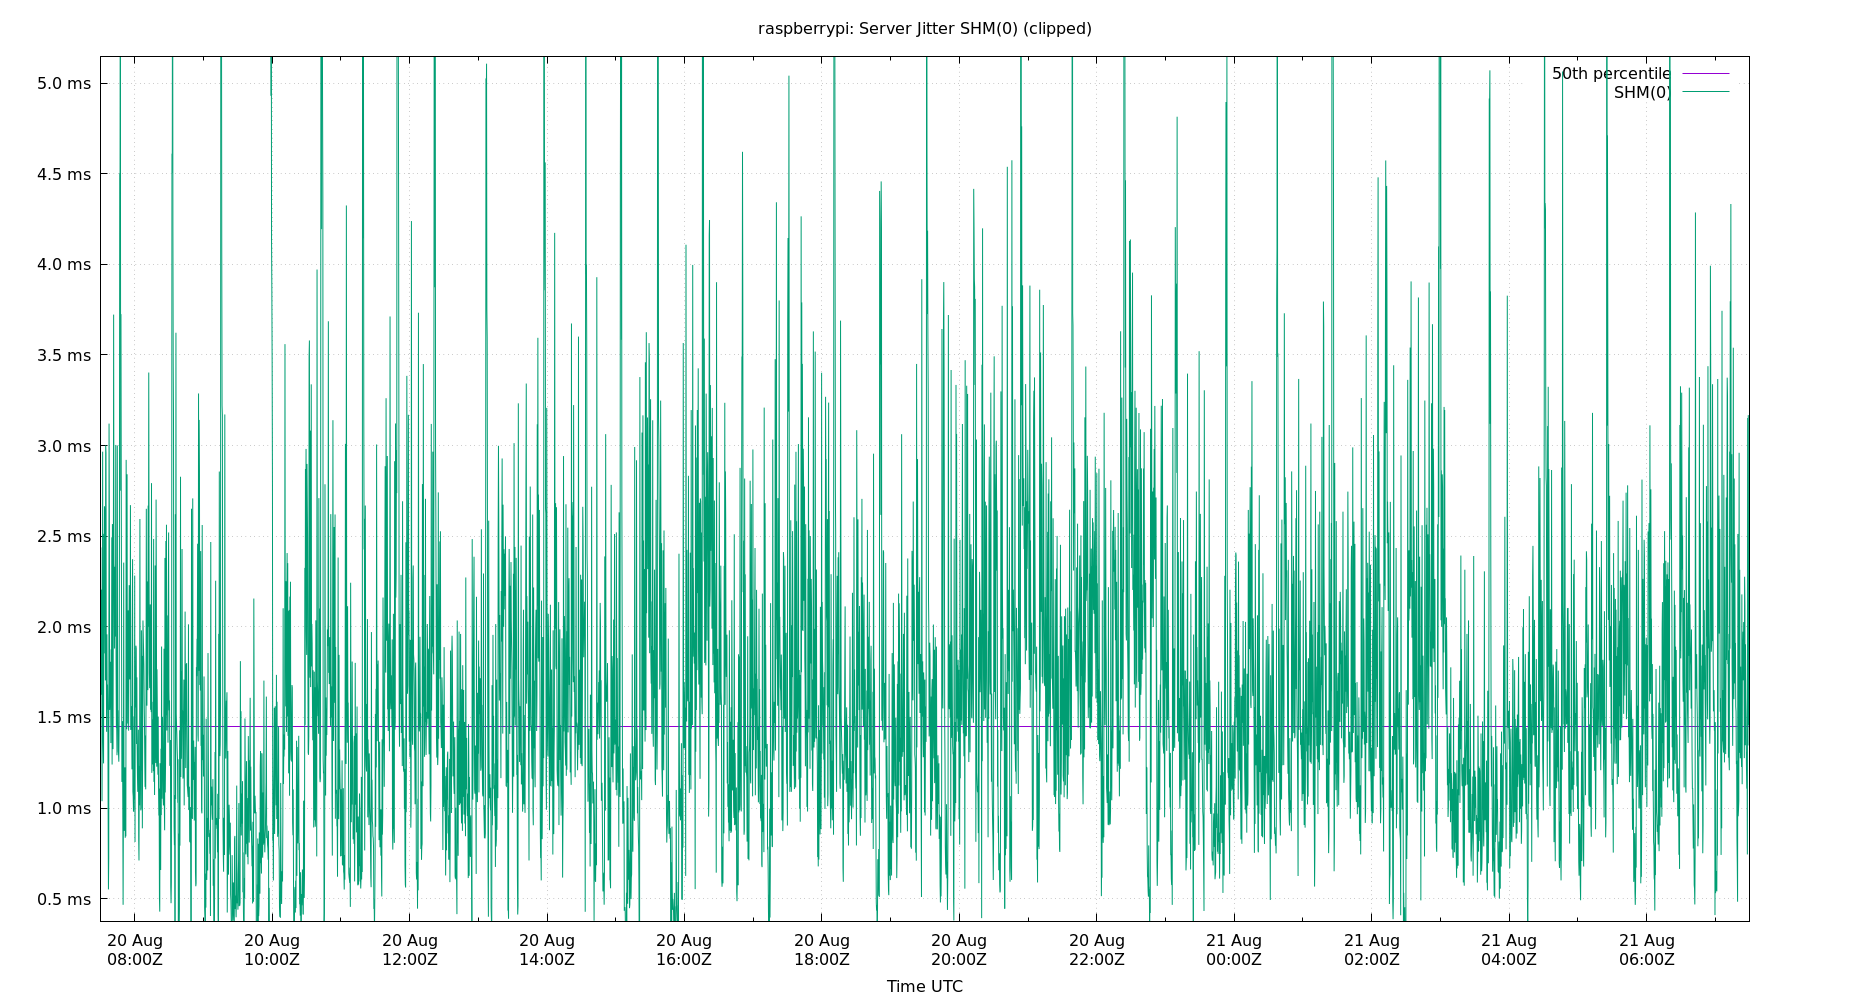 raspberrypi: Server Jitter SHM(0) (clipped)
50th percentile
SHM(0)
5.0 ms
4.5 ms
4.0 ms
3.5 ms
3.0 ms
2.5 ms
2.0 ms
1.5 ms
1.0 ms
0.5 ms
20 Aug 20 Aug 20 Aug 20 Aug 20 Aug 20 Aug 20 Aug 20 Aug 21 Aug 21 Aug 21 Aug 21 Aug
08:00Z 10:00Z 12:00Z 14:00Z 16:00Z 18:00Z 20:00Z 22:00Z 00:00Z 02:00Z 04:00Z 06:00Z
Time UTC